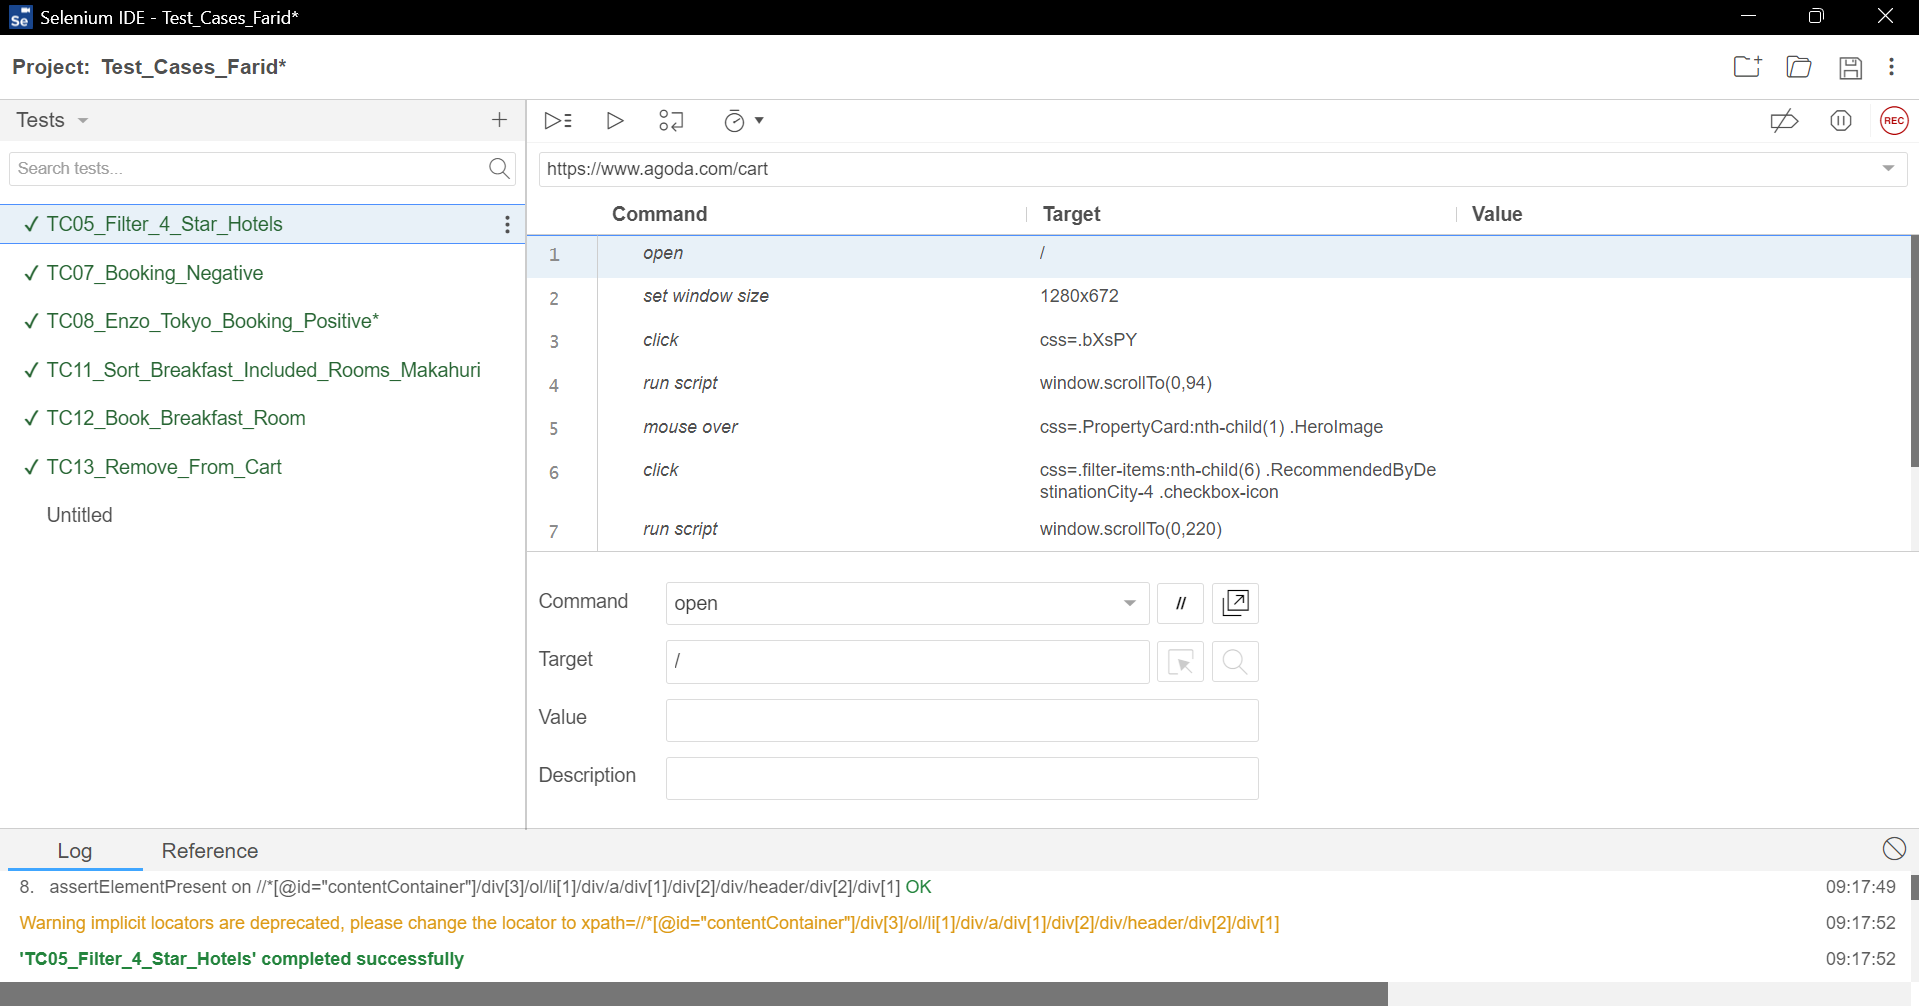 Se Selenium IDE - Test_Cases_Farid*
Project: Test_Cases_Farid*
Tests
REC
Search tests...
https://www.agoda.com/cart
Command Target Value
✓ TC05_Filter_4_Star_Hotels
✓ TC07_Booking_Negative
✓ TC08_Enzo_Tokyo_Booking_Positive*
✓ TC11_Sort_Breakfast_Included_Rooms_Makahuri
✓ TC12_Book_Breakfast_Room
✓ TC13_Remove_From_Cart
Untitled
1 open /
2 set window size 1280x672
3 click css=.bXsPY
4 run script window.scrollTo(0,94)
5 mouse over css=.PropertyCard:nth-child(1) .HeroImage
6 click css=.filter-items:nth-child(6) .RecommendedByDe
stinationCity-4 .checkbox-icon
7 run script window.scrollTo(0,220)
Command open //
Target /
Value
Description
Log Reference
8. assertElementPresent on //*[@id="contentContainer"]/div[3]/ol/li[1]/div/a/div[1]/div[2]/div/header/div[2]/div[1] OK 09:17:49
Warning implicit locators are deprecated, please change the locator to xpath=//*[@id="contentContainer"]/div[3]/ol/li[1]/div/a/div[1]/div[2]/div/header/div[2]/div[1] 09:17:52
'TC05_Filter_4_Star_Hotels' completed successfully 09:17:52